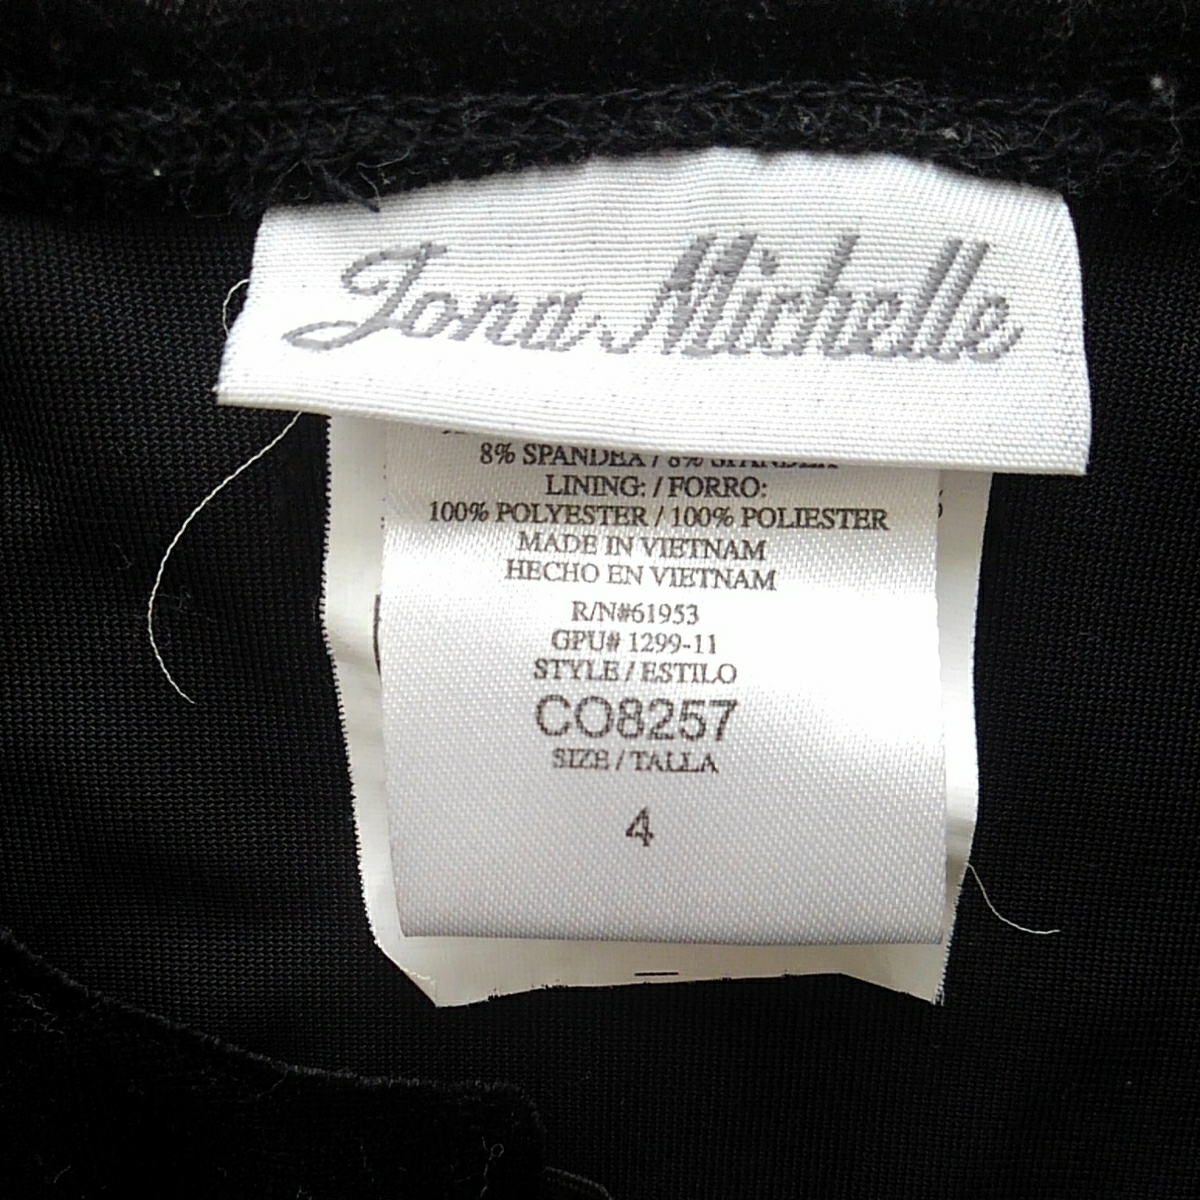 Jona Michelle
8% SPANDEX / 8% SPANDEX
LINING: / FORRO:
100% POLYESTER / 100% POLIESTER
MADE IN VIETNAM
HECHO EN VIETNAM
R/N#61953
GPU# 1299-11
STYLE / ESTILO
CO8257
SIZE / TALLA
4